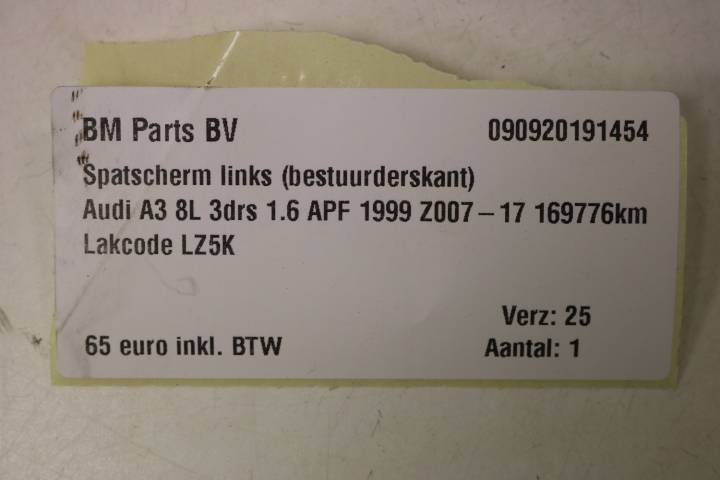 BM Parts BV 090920191454
Spatscherm links (bestuurderskant)
Audi A3 8L 3drs 1.6 APF 1999 Z007-17 169776km
Lakcode LZ5K
Verz: 25
65 euro inkl. BTW Aantal: 1